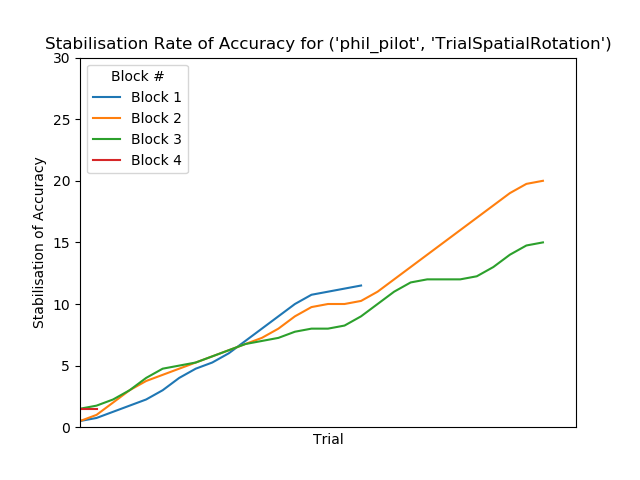 Stabilisation Rate of Accuracy for ('phil_pilot', 'TrialSpatialRotation')
30
25
20
15
10
5
0
Stabilisation of Accuracy
Block #
Block 1
Block 2
Block 3
Block 4
Trial